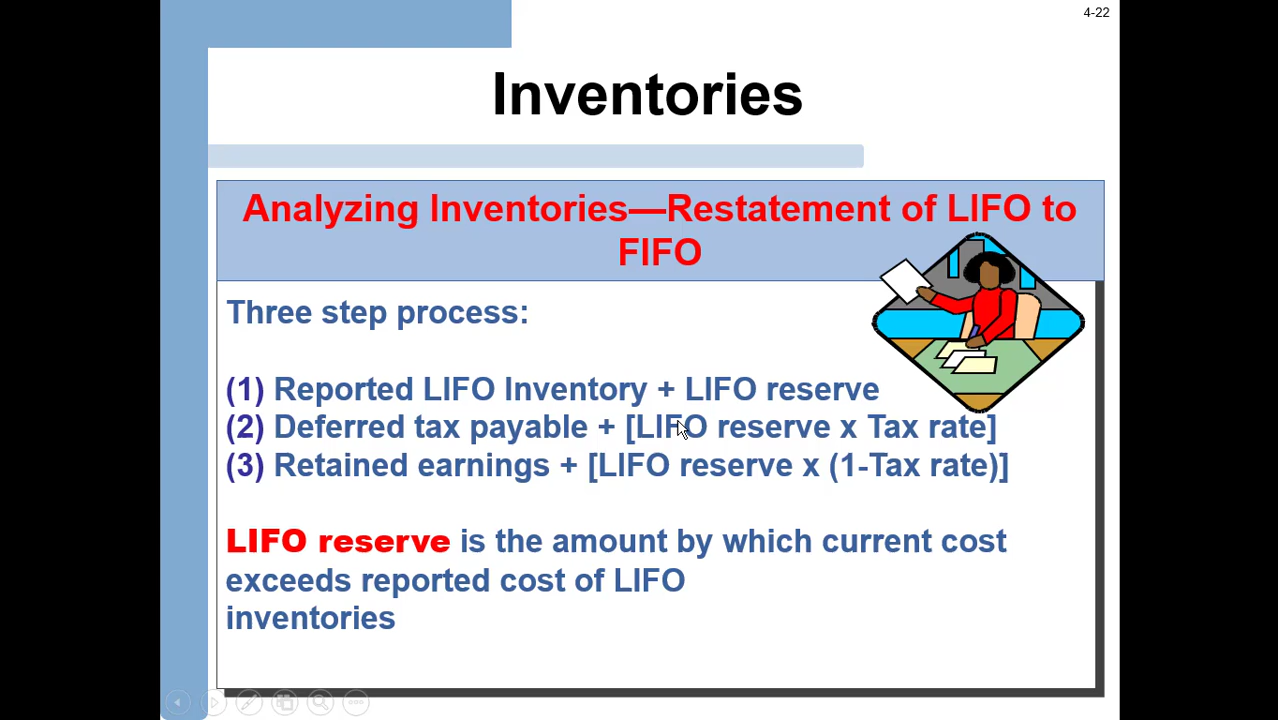 4-22
Inventories
Analyzing Inventories—Restatement of LIFO to
FIFO
Three step process:
(1) Reported LIFO Inventory + LIFO reserve
(2) Deferred tax payable + [LIFO reserve x Tax rate]
(3) Retained earnings + [LIFO reserve x (1-Tax rate)]
LIFO reserve is the amount by which current cost
exceeds reported cost of LIFO
inventories